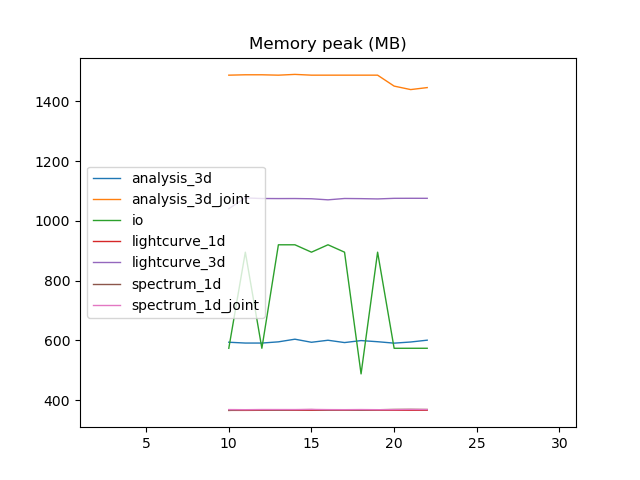 Memory peak (MB)
1400
1200
1000
800
600
400
analysis_3d
analysis_3d_joint
io
lightcurve_1d
lightcurve_3d
spectrum_1d
spectrum_1d_joint
5 10 15 20 25 30